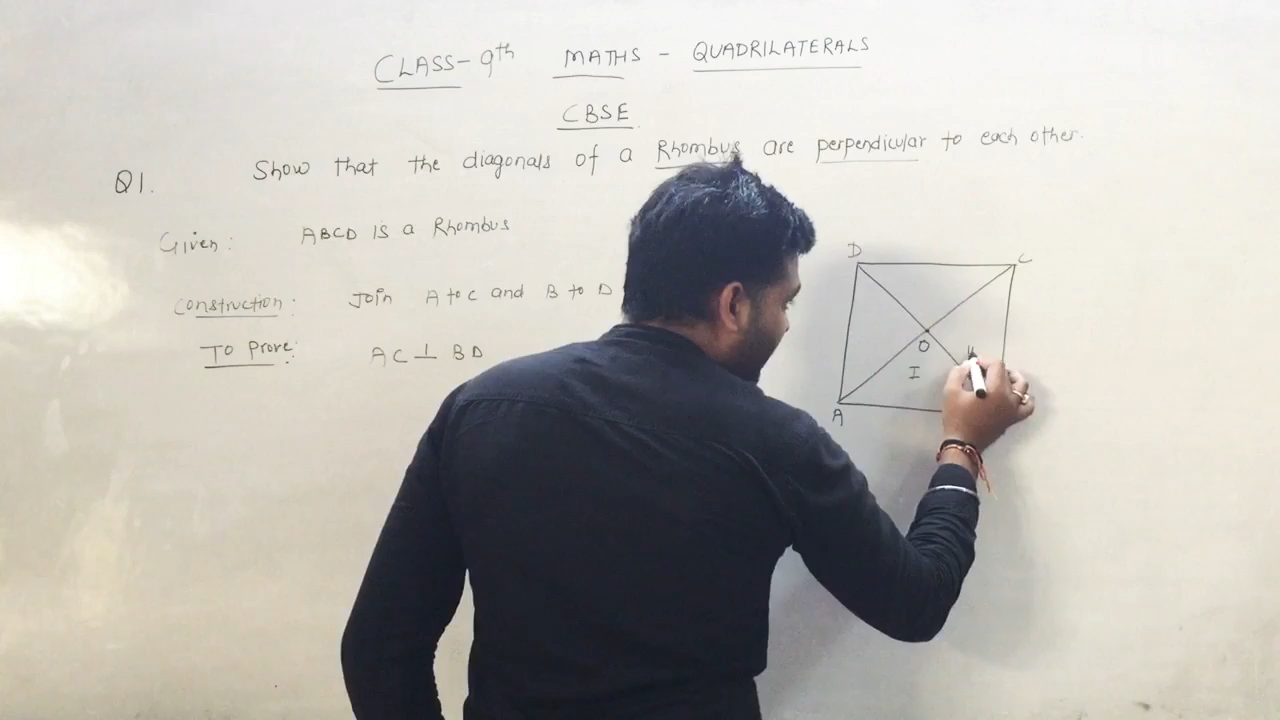 CLASS-9th MATHS - QUADRILATERALS
CBSE
Q1. Show that the diagonals of a Rhombus are perpendicular to each other.
Given: ABCD is a Rhombus
Construction: Join A to C and B to D
To Prove: AC ⊥ BD
D C
O
I
A